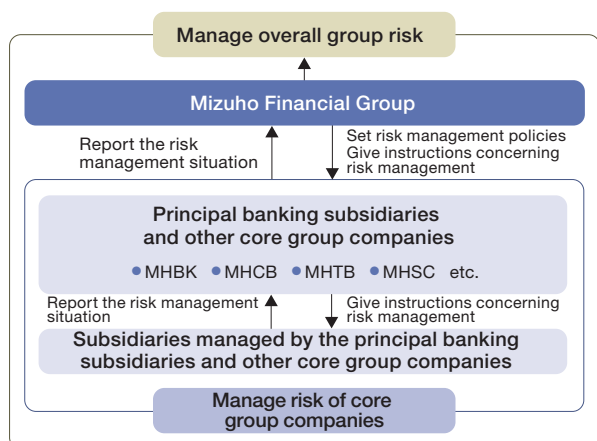 Manage overall group risk
Mizuho Financial Group
Report the risk
management situation
Set risk management policies
Give instructions concerning
risk management
Principal banking subsidiaries
and other core group companies
● MHBK ● MHCB ● MHTB ● MHSC etc.
Report the risk management
situation
Give instructions concerning
risk management
Subsidiaries managed by the principal banking
subsidiaries and other core group companies
Manage risk of core
group companies